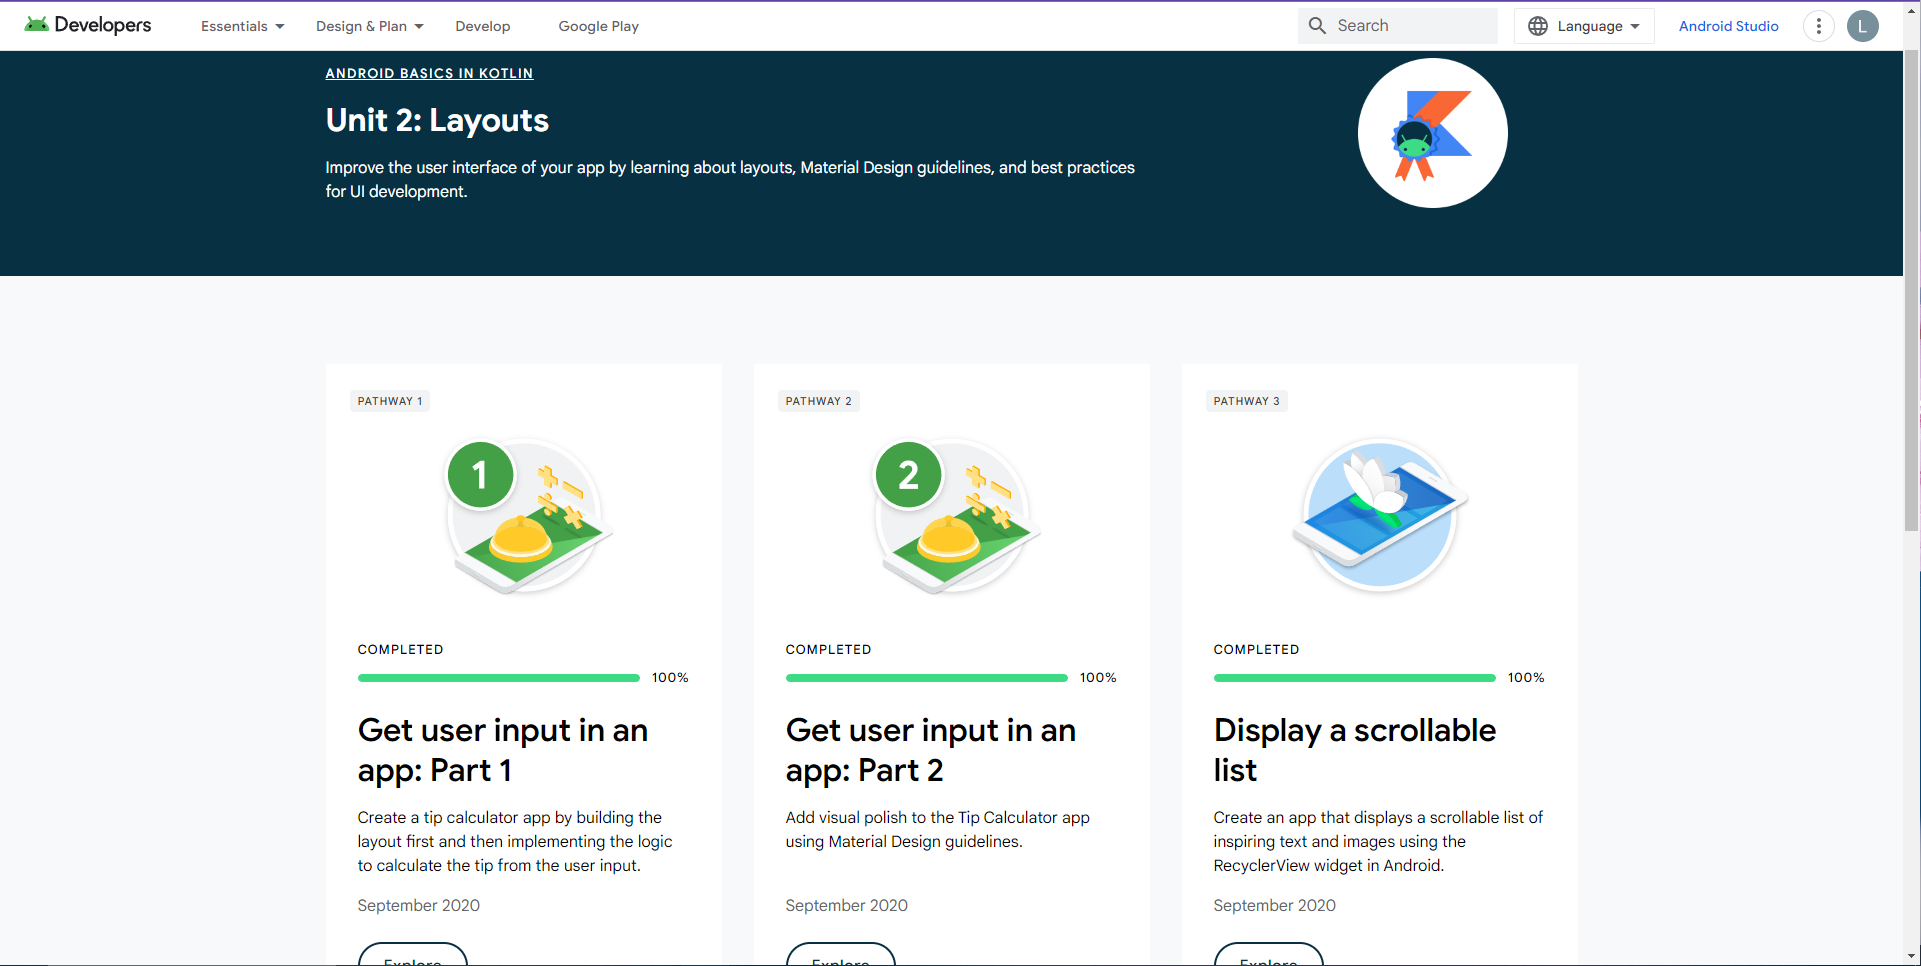 Developers Essentials Design & Plan Develop Google Play Search Language Android Studio L
ANDROID BASICS IN KOTLIN
Unit 2: Layouts
Improve the user interface of your app by learning about layouts, Material Design guidelines, and best practices
for UI development.
PATHWAY 1
1
COMPLETED
100%
Get user input in an
app: Part 1
Create a tip calculator app by building the
layout first and then implementing the logic
to calculate the tip from the user input.
September 2020
Explore
PATHWAY 2
2
COMPLETED
100%
Get user input in an
app: Part 2
Add visual polish to the Tip Calculator app
using Material Design guidelines.
September 2020
Explore
PATHWAY 3
COMPLETED
100%
Display a scrollable
list
Create an app that displays a scrollable list of
inspiring text and images using the
RecyclerView widget in Android.
September 2020
Explore